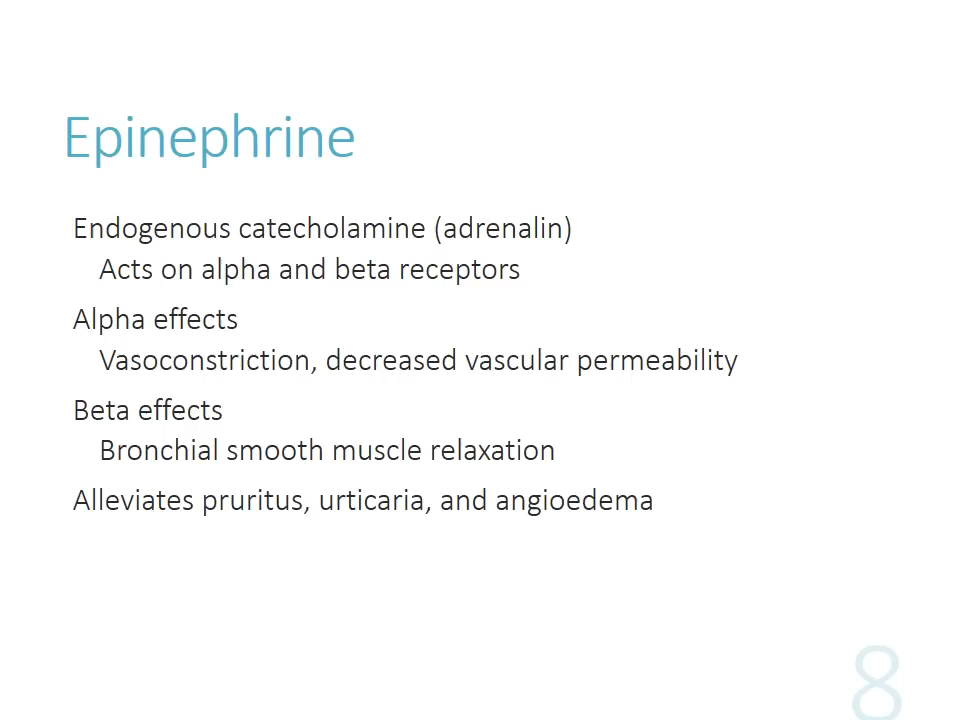 Epinephrine
Endogenous catecholamine (adrenalin)
Acts on alpha and beta receptors
Alpha effects
Vasoconstriction, decreased vascular permeability
Beta effects
Bronchial smooth muscle relaxation
Alleviates pruritus, urticaria, and angioedema
8